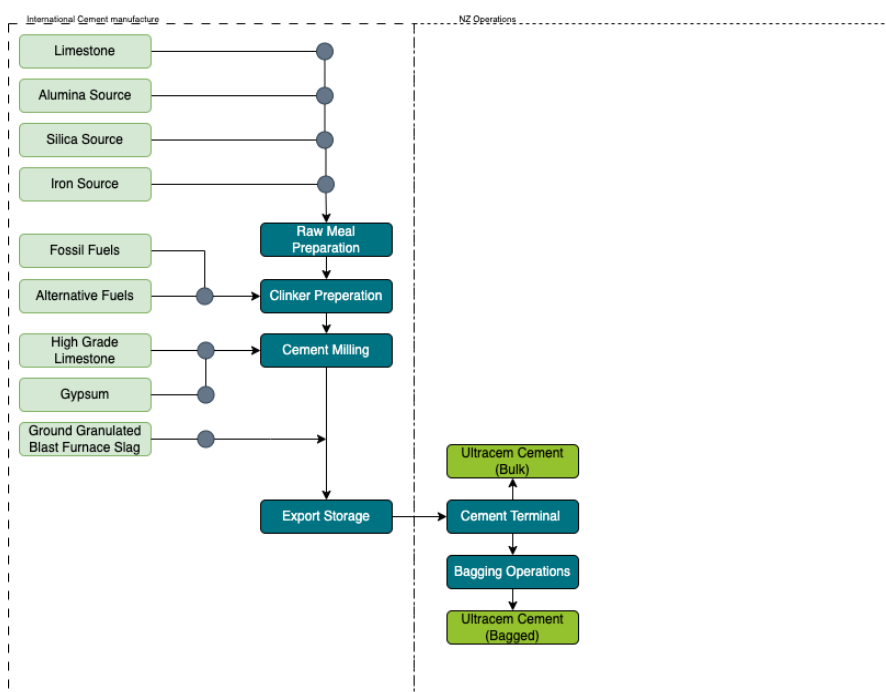 International Cement manufacture
NZ Operations
Limestone
Alumina Source
Silica Source
Iron Source
Raw Meal
Preparation
Fossil Fuels
Alternative Fuels
Clinker Preperation
High Grade
Limestone
Cement Milling
Gypsum
Ground Granulated
Blast Furnace Slag
Ultracem Cement
(Bulk)
Export Storage
Cement Terminal
Bagging Operations
Ultracem Cement
(Bagged)